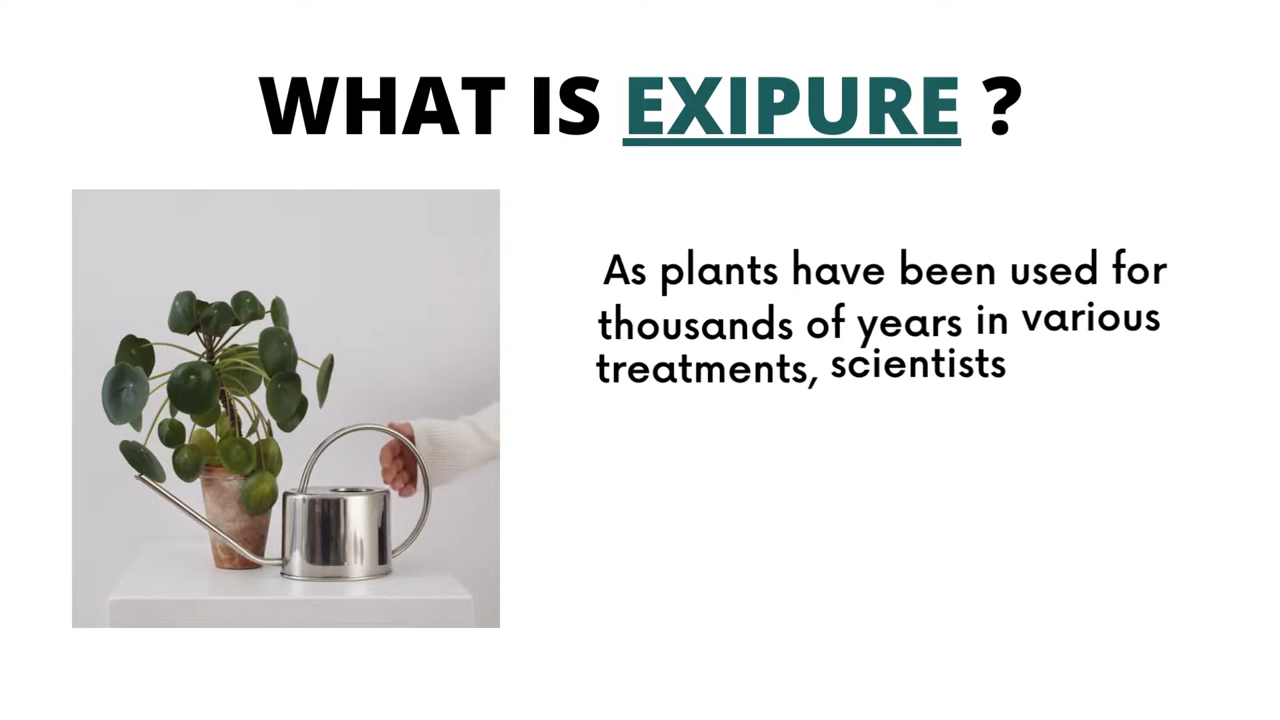 WHAT IS EXIPURE ?
As plants have been used for
thousands of years in various
treatments, scientists